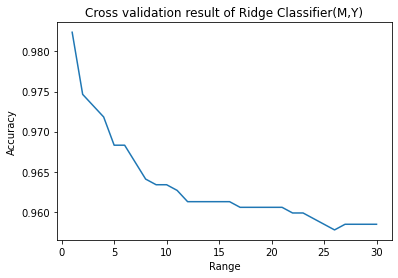 Cross validation result of Ridge Classifier(M,Y)
0.980
0.975
0.970
0.965
0.960
Accuracy
0 5 10 15 20 25 30
Range